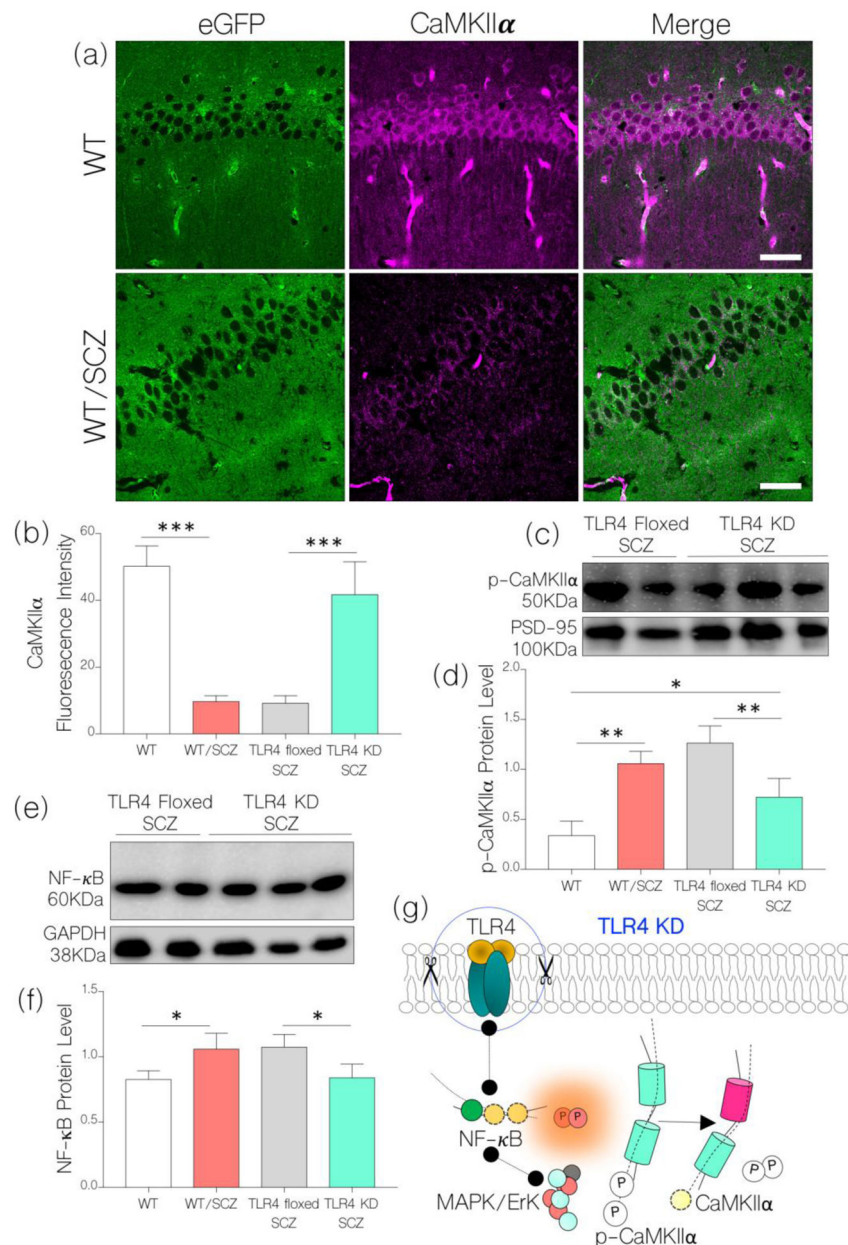 eGFP CaMKIIα Merge
(a)
WT
WT/SCZ
(b)
CaMKIIα
Fluoresecence Intensity
60
40
20
0
***
***
WT
WT/SCZ
TLR4 floxed
SCZ
TLR4 KD
SCZ
(c)
TLR4 Floxed
SCZ
TLR4 KD
SCZ
p-CaMKIIα
50KDa
PSD-95
100KDa
(d)
p-CaMKIIα Protein Level
2.0
1.5
1.0
0.5
0.0
*
**
**
WT
WT/SCZ
TLR4 floxed
SCZ
TLR4 KD
SCZ
(e)
TLR4 Floxed
SCZ
TLR4 KD
SCZ
NF-κB
60KDa
GAPDH
38KDa
(f)
NF-κB Protein Level
1.5
1.0
0.5
0.0
*
*
WT
WT/SCZ
TLR4 floxed
SCZ
TLR4 KD
SCZ
(g)
TLR4
TLR4 KD
P P
NF-κB
MAPK/ErK
P
P
p-CaMKIIα
P P
CaMKIIα